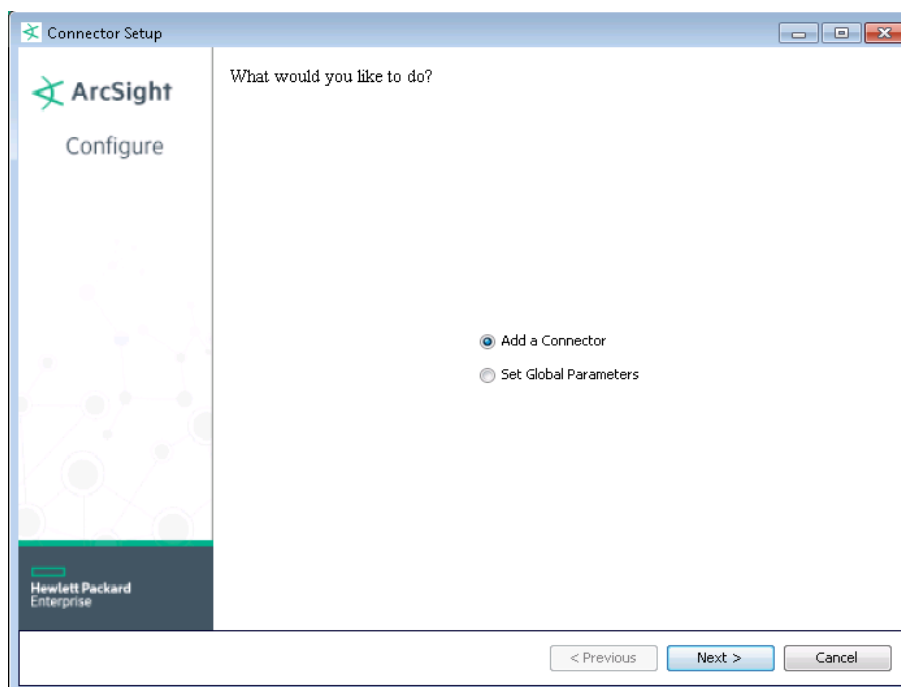 Connector Setup
ArcSight
Configure
What would you like to do?
Add a Connector
Set Global Parameters
Hewlett Packard
Enterprise
< Previous
Next >
Cancel